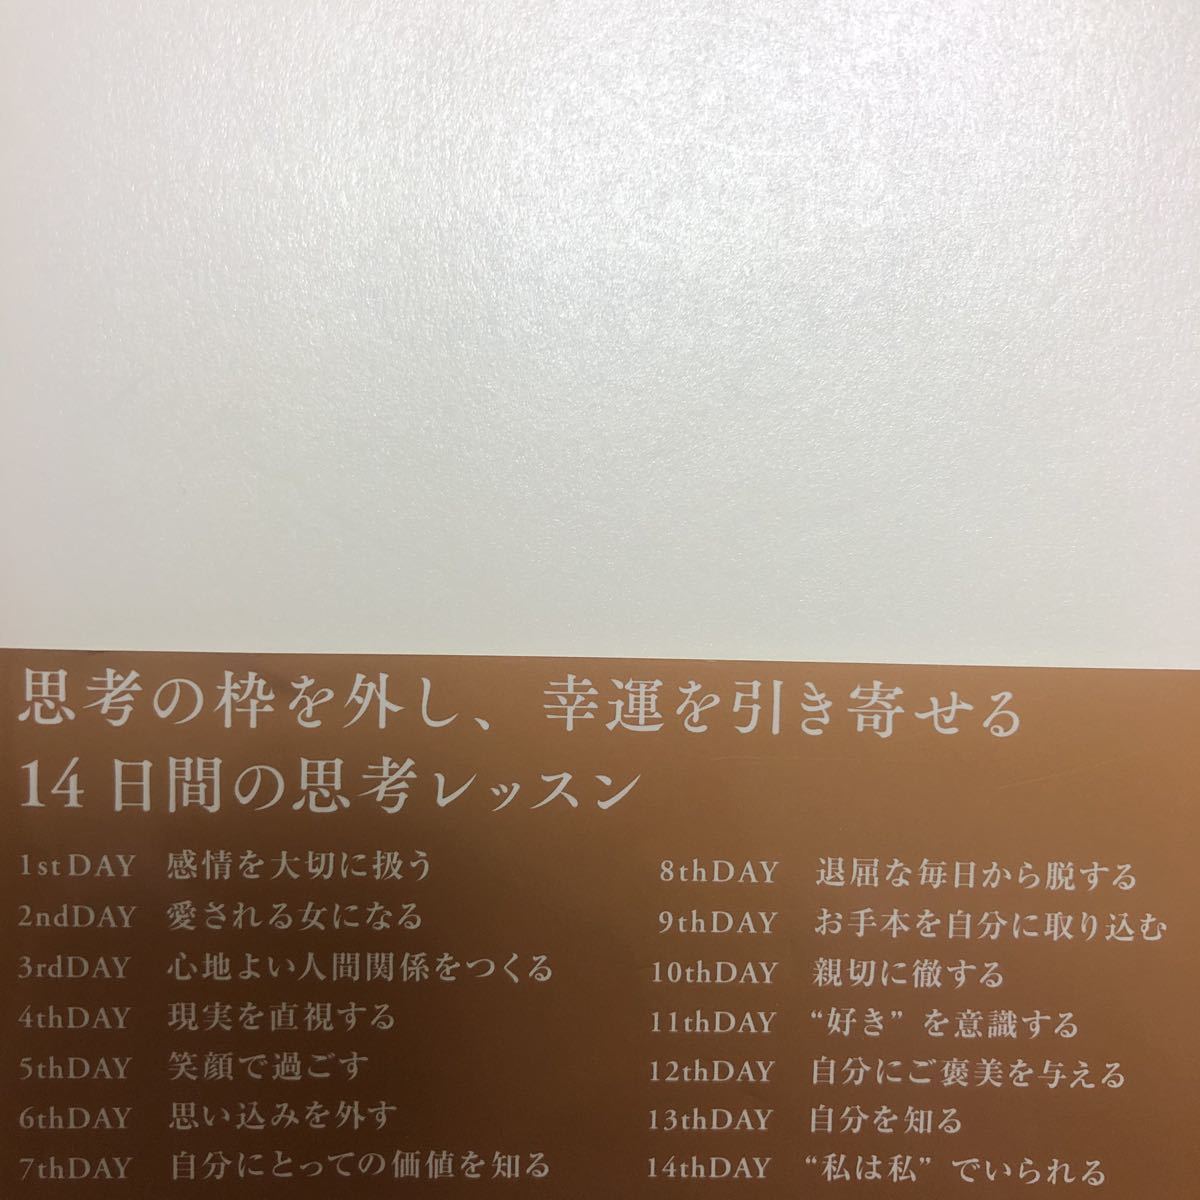 思考の枠を外し、幸運を引き寄せる
14日間の思考レッスン
1stDAY 感情を大切に扱う
2ndDAY 愛される女になる
3rdDAY 心地よい人間関係をつくる
4thDAY 現実を直視する
5thDAY 笑顔で過ごす
6thDAY 思い込みを外す
7thDAY 自分にとっての価値を知る
8thDAY 退屈な毎日から脱する
9thDAY お手本を自分に取り込む
10thDAY 親切に徹する
11thDAY “好き”を意識する
12thDAY 自分にご褒美を与える
13thDAY 自分を知る
14thDAY “私は私”でいられる